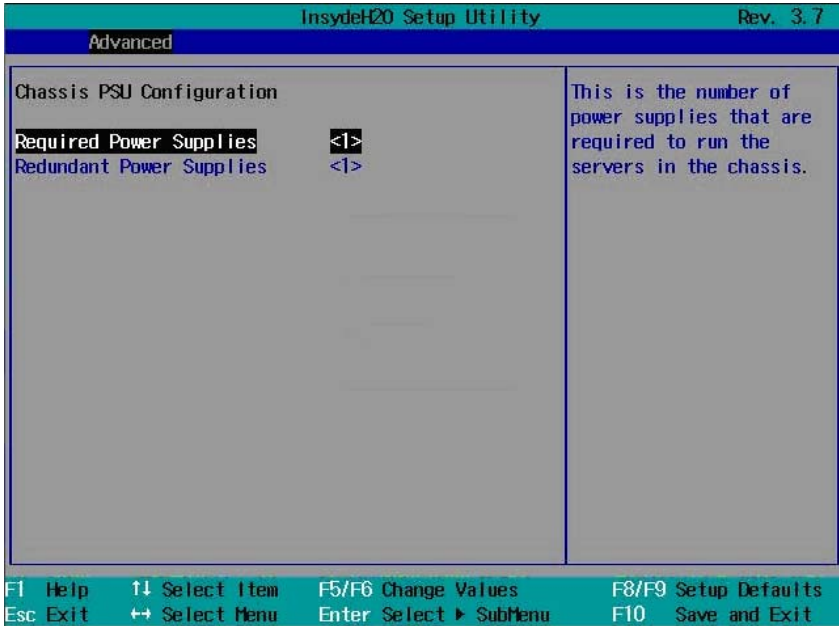 InsydeH20 Setup Utility Rev. 3.7
Advanced
Chassis PSU Configuration
Required Power Supplies <1>
Redundant Power Supplies <1>
This is the number of
power supplies that are
required to run the
servers in the chassis.
F1 Help ↑↓ Select Item F5/F6 Change Values F8/F9 Setup Defaults
Esc Exit ↔ Select Menu Enter Select ▶ SubMenu F10 Save and Exit